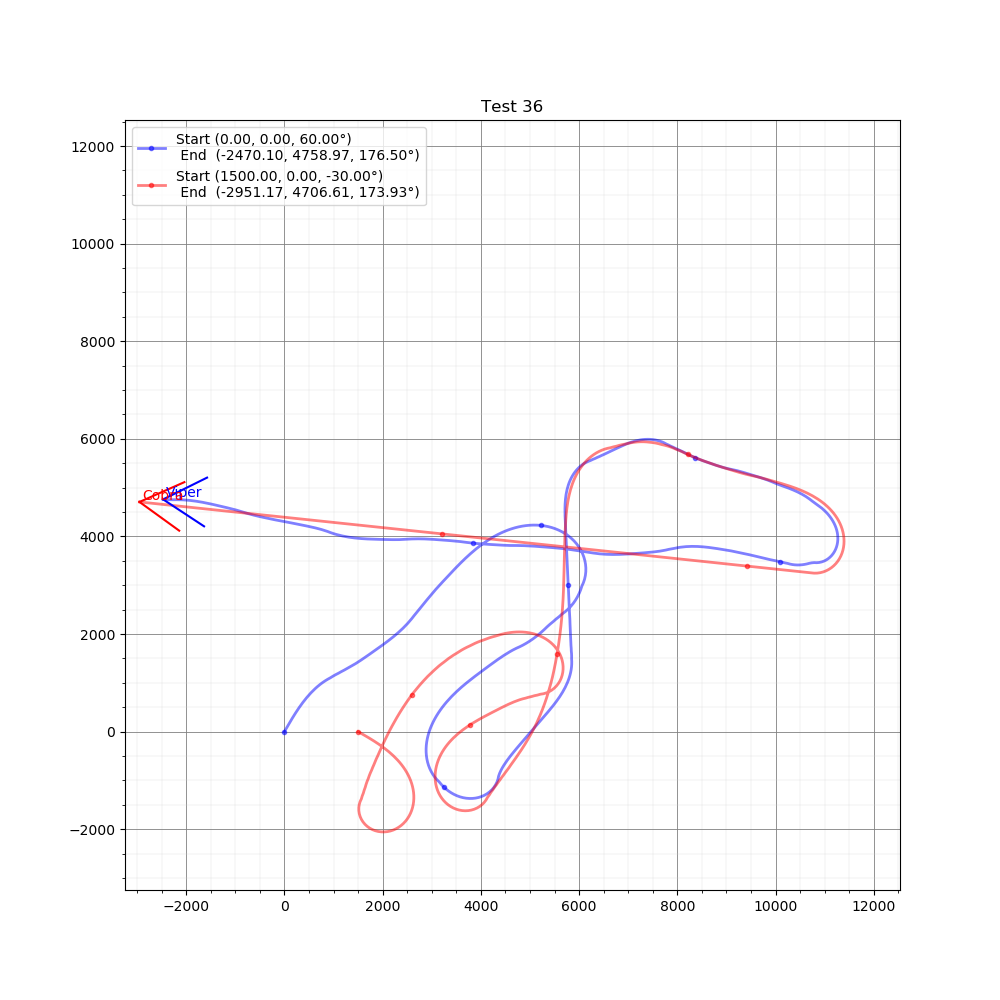 Test 36
Start (0.00, 0.00, 60.00°)
End (-2470.10, 4758.97, 176.50°)
Start (1500.00, 0.00, -30.00°)
End (-2951.17, 4706.61, 173.93°)
12000
10000
8000
6000
4000
2000
0
−2000
Cobra
Viper
−2000 0 2000 4000 6000 8000 10000 12000